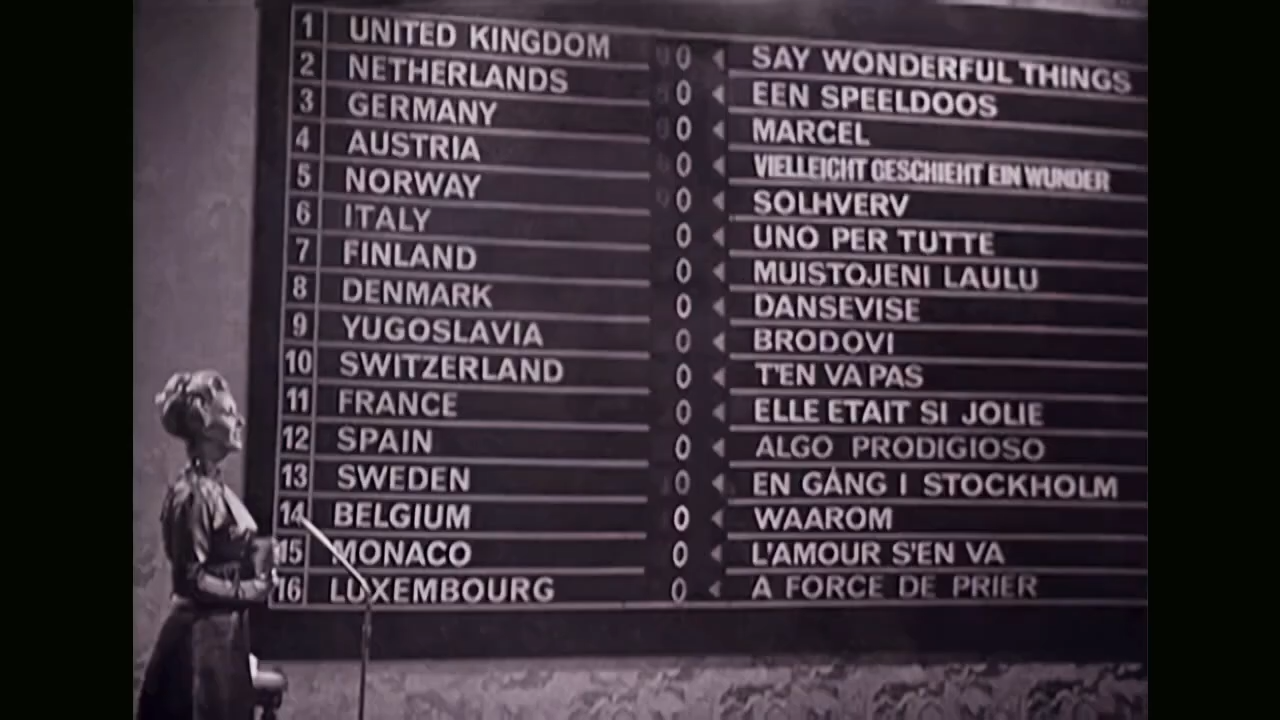 1 UNITED KINGDOM 0 SAY WONDERFUL THINGS
2 NETHERLANDS 0 EEN SPEELDOOS
3 GERMANY 0 MARCEL
4 AUSTRIA 0 VIELLEICHT GESCHIEHT EIN WUNDER
5 NORWAY 0 SOLHVERV
6 ITALY 0 UNO PER TUTTE
7 FINLAND 0 MUISTOJENI LAULU
8 DENMARK 0 DANSEVISE
9 YUGOSLAVIA 0 BRODOVI
10 SWITZERLAND 0 T'EN VA PAS
11 FRANCE 0 ELLE ETAIT SI JOLIE
12 SPAIN 0 ALGO PRODIGIOSO
13 SWEDEN 0 EN GÅNG I STOCKHOLM
14 BELGIUM 0 WAAROM
15 MONACO 0 L'AMOUR S'EN VA
16 LUXEMBOURG 0 A FORCE DE PRIER